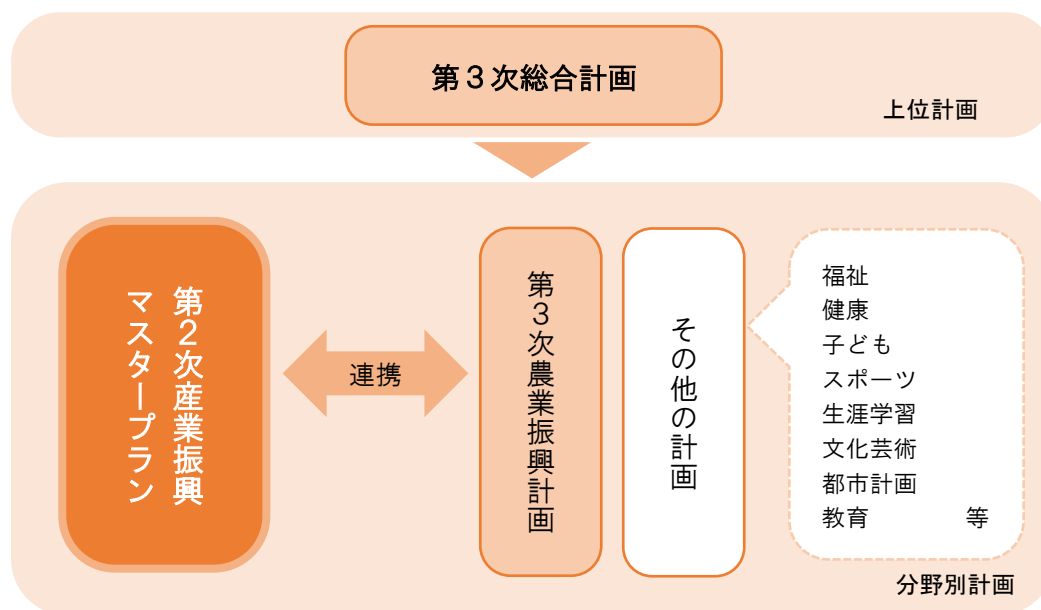 第３次総合計画
上位計画
第２次産業振興
マスタープラン
連携
第３次農業振興計画
その他の計画
福祉
健康
子ども
スポーツ
生涯学習
文化芸術
都市計画
教育　　　　等
分野別計画